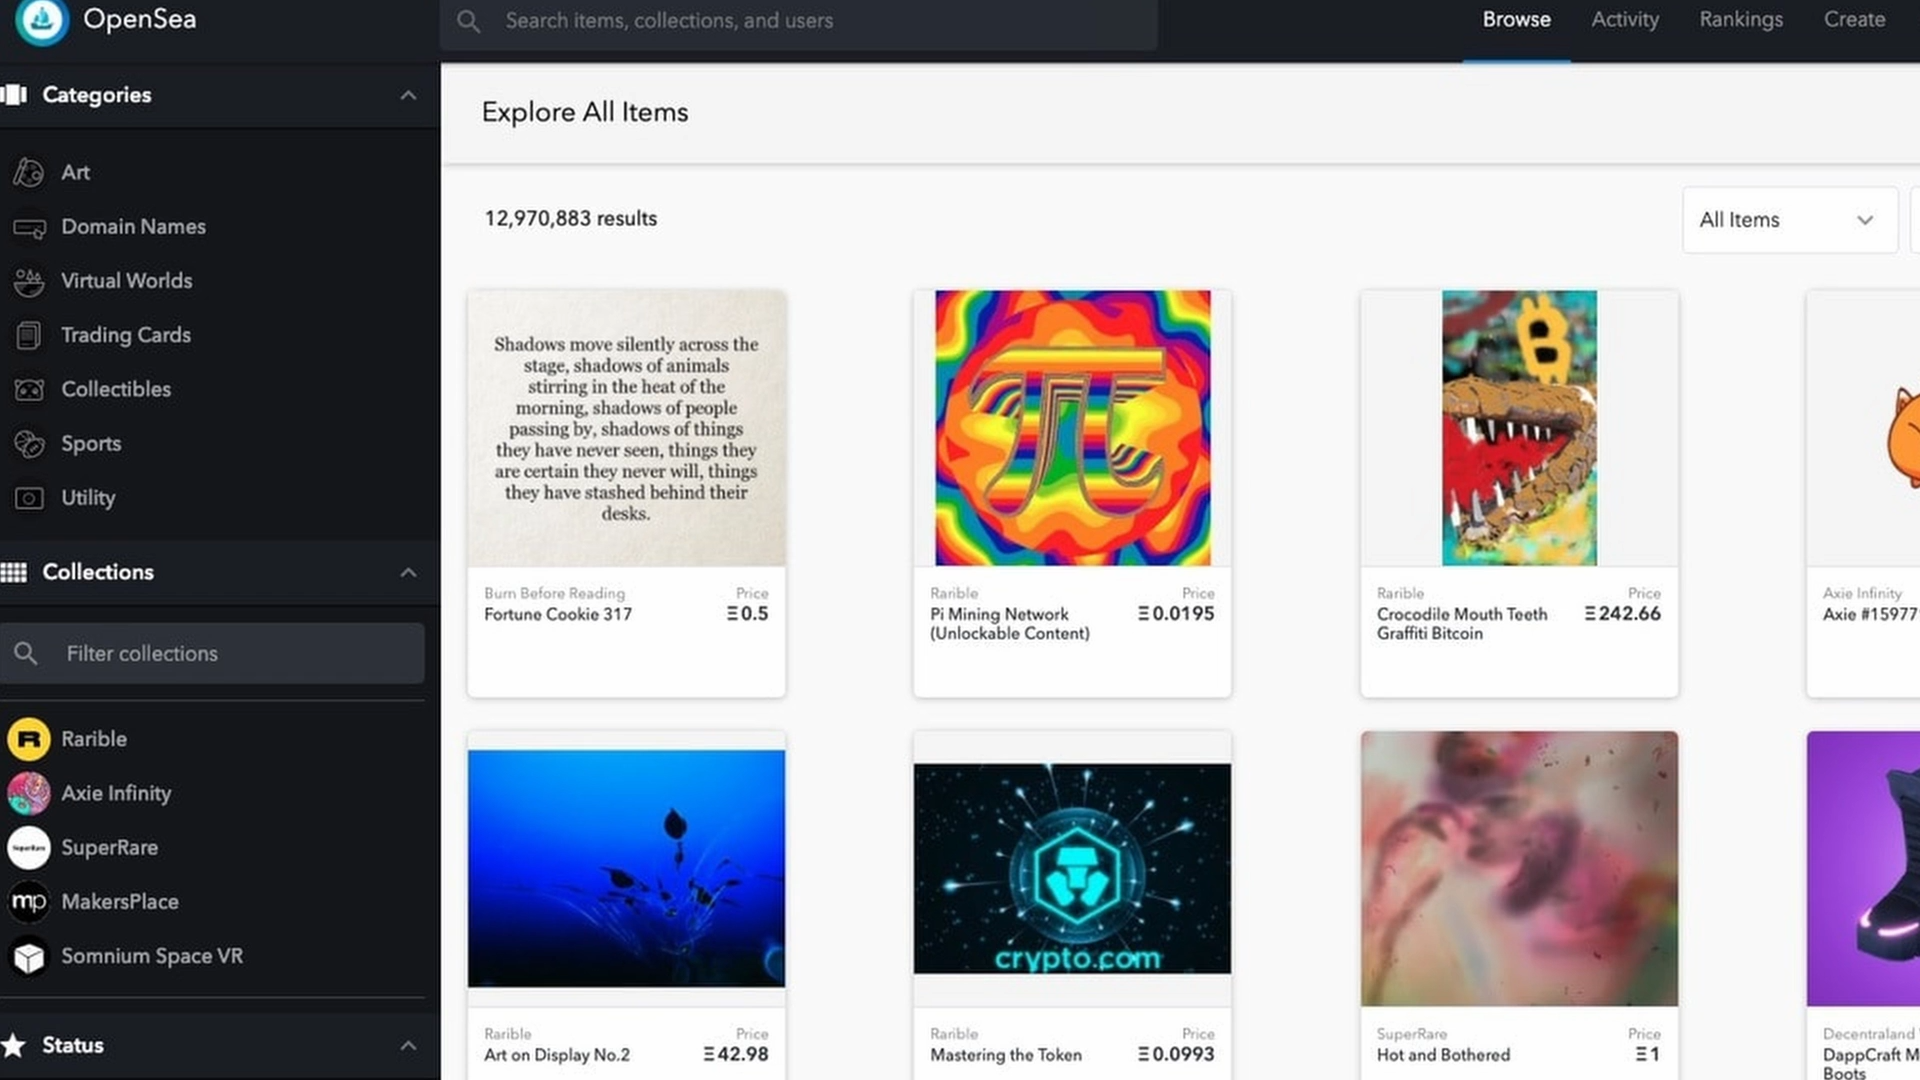 OpenSea
Search items, collections, and users
Browse
Activity
Rankings
Create
Categories
Art
Domain Names
Virtual Worlds
Trading Cards
Collectibles
Sports
Utility
Collections
Filter collections
Rarible
Axie Infinity
SuperRare
MakersPlace
Somnium Space VR
Status
Explore All Items
12,970,883 results
All Items
Shadows move silently across the
stage, shadows of animals
stirring in the heat of the
morning, shadows of people
passing by, shadows of things
they have never seen, things they
are certain they never will, things
they have stashed behind their
desks.
Burn Before Reading
Price
Fortune Cookie 317
Ξ0.5
π
Rarible
Price
Pi Mining Network
(Unlockable Content)
Ξ0.0195
Rarible
Price
Crocodile Mouth Teeth
Graffiti Bitcoin
Ξ242.66
Axie Infinity
Axie #15977
Rarible
Price
Art on Display No.2
Ξ42.98
crypto.com
Rarible
Price
Mastering the Token
Ξ0.0993
SuperRare
Price
Hot and Bothered
Ξ1
Decentraland
DappCraft M
Boots